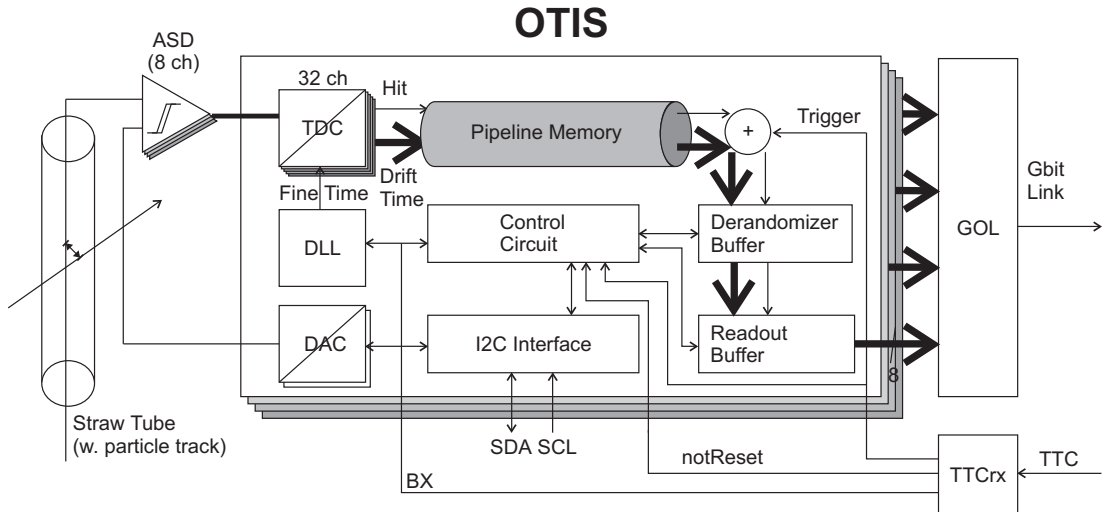 OTIS
ASD
(8 ch)
32 ch
TDC
Hit
Drift
Time
Pipeline Memory
+
Trigger
Fine Time
DLL
Control
Circuit
Derandomizer
Buffer
DAC
I2C Interface
Readout
Buffer
8
GOL
Gbit
Link
Straw Tube
(w. particle track)
SDA SCL
notReset
BX
TTCrx
TTC